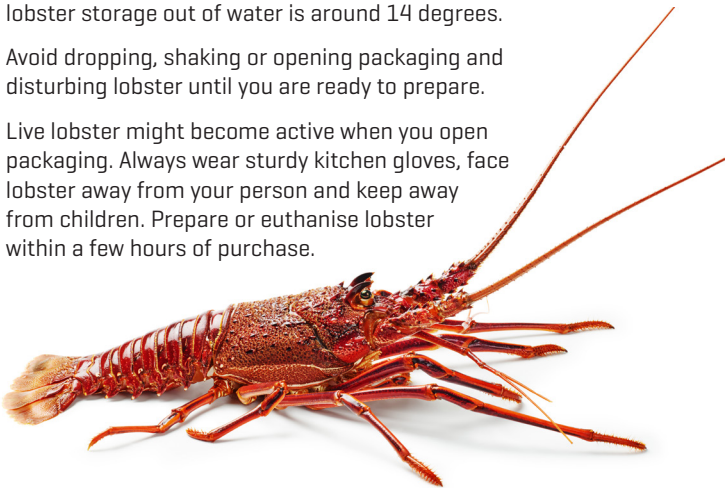 lobster storage out of water is around 14 degrees.
Avoid dropping, shaking or opening packaging and
disturbing lobster until you are ready to prepare.
Live lobster might become active when you open
packaging. Always wear sturdy kitchen gloves, face
lobster away from your person and keep away
from children. Prepare or euthanise lobster
within a few hours of purchase.